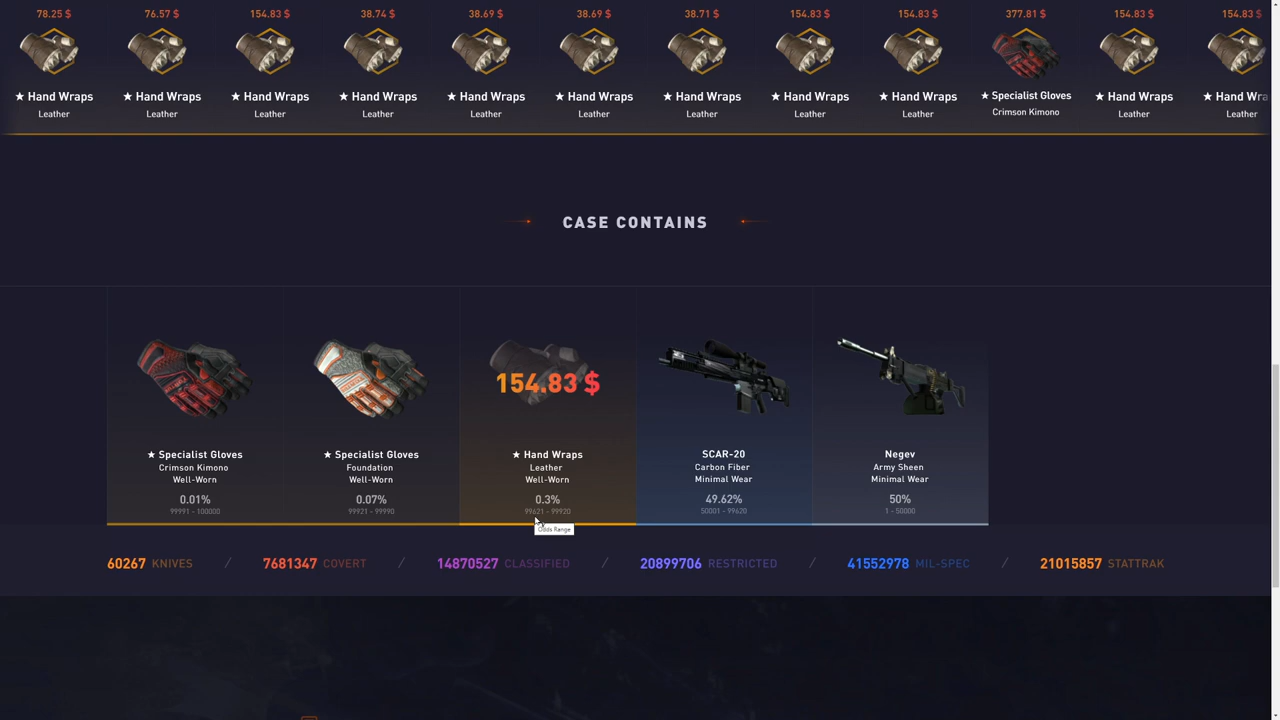 78.25 $ 76.57 $ 154.83 $ 38.74 $ 38.69 $ 38.69 $ 38.71 $ 154.83 $ 154.83 $ 377.81 $ 154.83 $ 154.83 $
★ Hand Wraps ★ Hand Wraps ★ Hand Wraps ★ Hand Wraps ★ Hand Wraps ★ Hand Wraps ★ Hand Wraps ★ Hand Wraps ★ Hand Wraps ★ Specialist Gloves ★ Hand Wraps ★ Hand Wra
Leather Leather Leather Leather Leather Leather Leather Leather Leather Crimson Kimono Leather Leather
CASE CONTAINS
154.83 $
★ Specialist Gloves ★ Specialist Gloves ★ Hand Wraps SCAR-20 Negev
Crimson Kimono Foundation Leather Carbon Fiber Army Sheen
Well-Worn Well-Worn Well-Worn Minimal Wear Minimal Wear
0.01% 0.07% 0.3% 49.62% 50%
99991 - 100000 99921 - 99990 99621 - 99920 50001 - 99620 1 - 50000
Odds Range
60267 KNIVES / 7681347 COVERT / 14870527 CLASSIFIED / 20899706 RESTRICTED / 41552978 MIL-SPEC / 21015857 STATTRAK